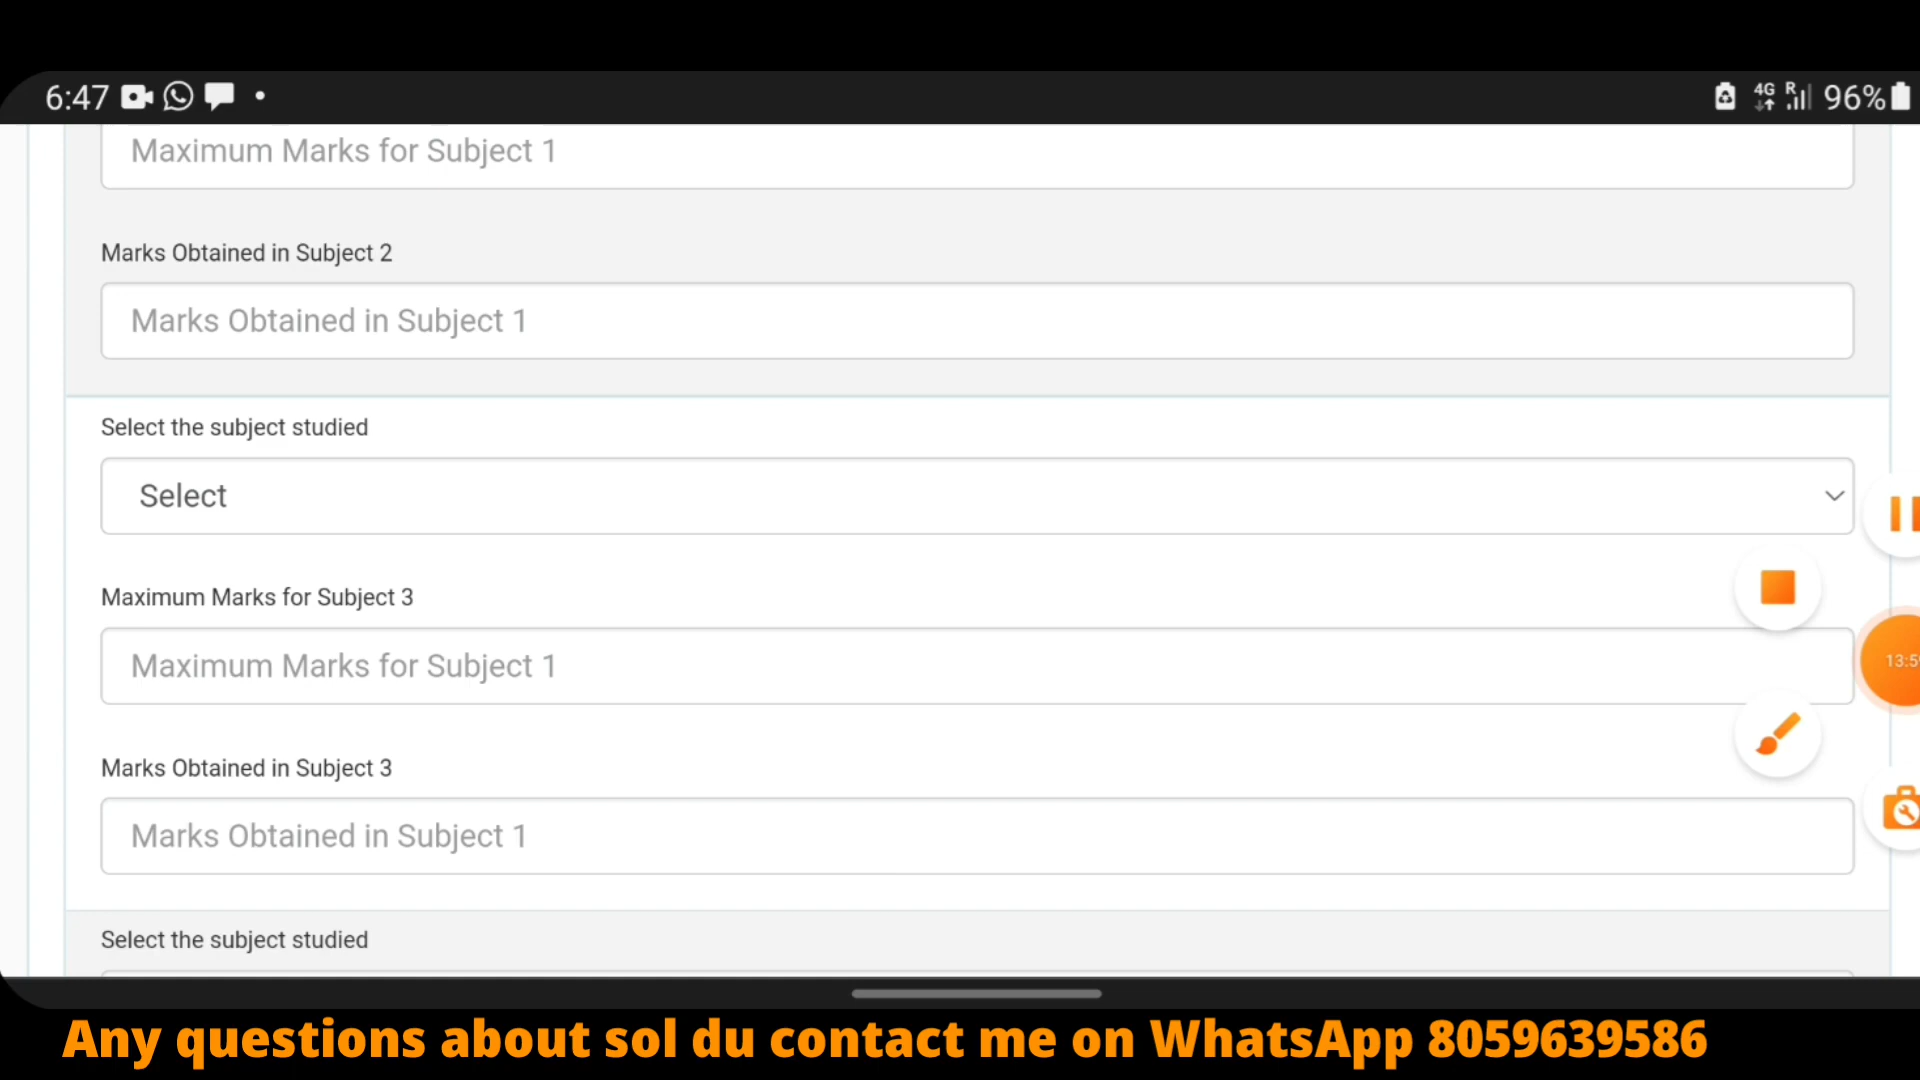 6:47
4G R 96%
Maximum Marks for Subject 1
Marks Obtained in Subject 2
Marks Obtained in Subject 1
Select the subject studied
Select
Maximum Marks for Subject 3
Maximum Marks for Subject 1
13:5
Marks Obtained in Subject 3
Marks Obtained in Subject 1
Select the subject studied
Any questions about sol du contact me on WhatsApp 8059639586